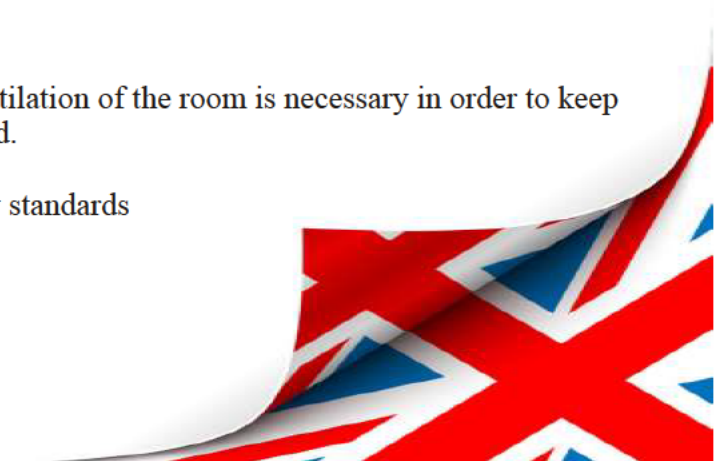 tilation of the room is necessary in order to keep
d.
standards